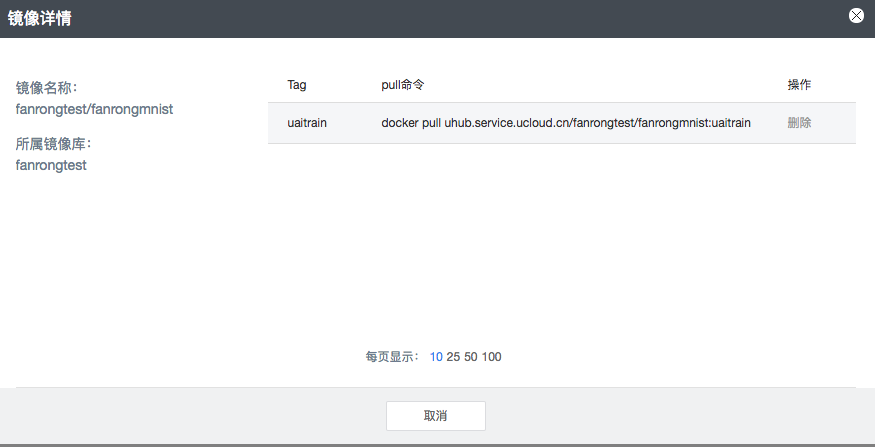 镜像详情
镜像名称：
fanrongtest/fanrongmnist
所属镜像库：
fanrongtest
Tag pull命令 操作
uaitrain docker pull uhub.service.ucloud.cn/fanrongtest/fanrongmnist:uaitrain 删除
每页显示： 10 25 50 100
取消